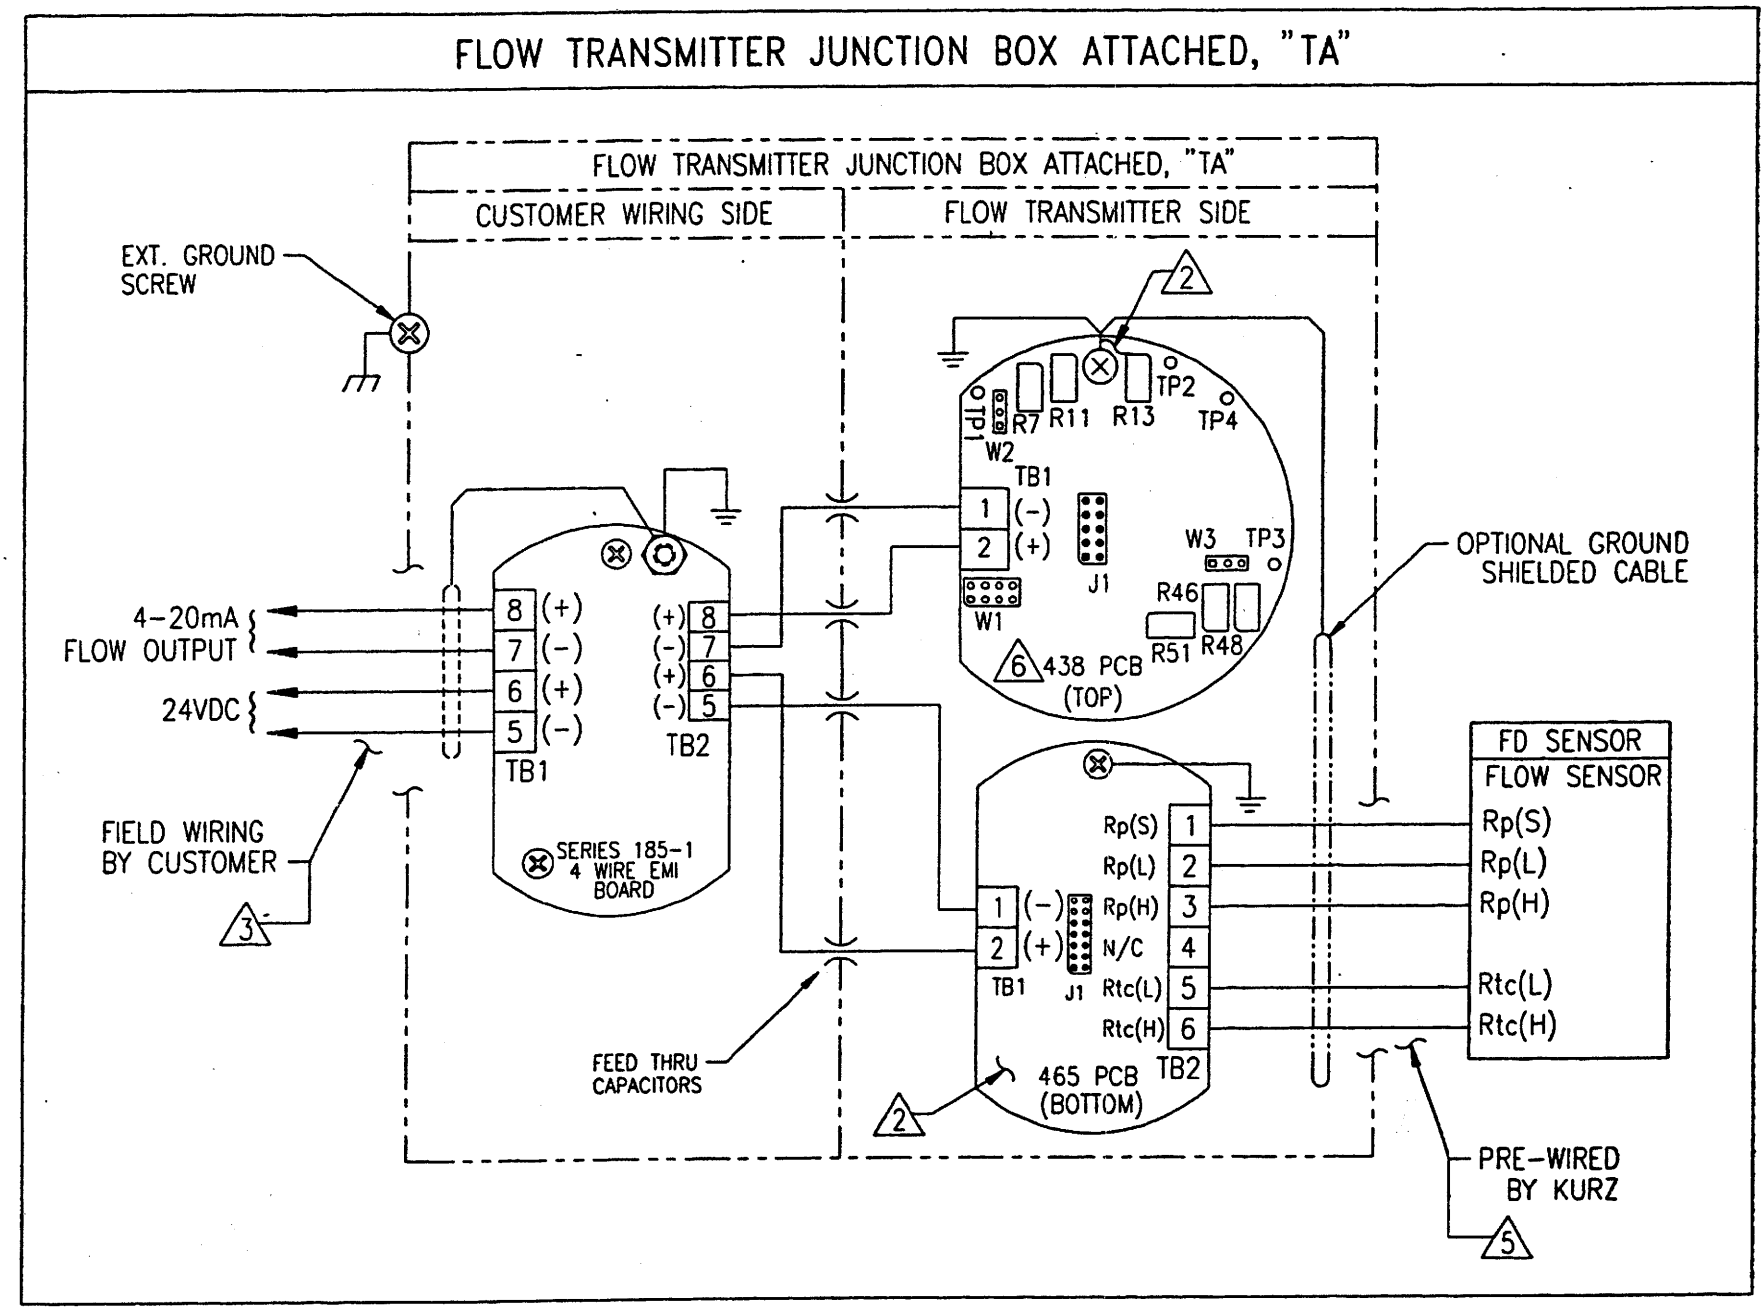 FLOW TRANSMITTER JUNCTION BOX ATTACHED, "TA"
FLOW TRANSMITTER JUNCTION BOX ATTACHED, "TA"
CUSTOMER WIRING SIDE
FLOW TRANSMITTER SIDE
EXT. GROUND
SCREW
2
TP1
W2
R7
R11
R13
TP2
TP4
TB1
1 (-)
2 (+)
J1
W1
W3
TP3
R46
R48
R51
6
438 PCB
(TOP)
OPTIONAL GROUND
SHIELDED CABLE
4-20mA
FLOW OUTPUT
24VDC
8 (+)
7 (-)
6 (+)
5 (-)
TB1
(+) 8
(-) 7
(+) 6
(-) 5
TB2
SERIES 185-1
4 WIRE EMI
BOARD
FIELD WIRING
BY CUSTOMER
3
FEED THRU
CAPACITORS
1 (-)
2 (+)
TB1
J1
Rp(S) 1
Rp(L) 2
Rp(H) 3
N/C 4
Rtc(L) 5
Rtc(H) 6
TB2
465 PCB
(BOTTOM)
2
FD SENSOR
FLOW SENSOR
Rp(S)
Rp(L)
Rp(H)
Rtc(L)
Rtc(H)
PRE-WIRED
BY KURZ
5